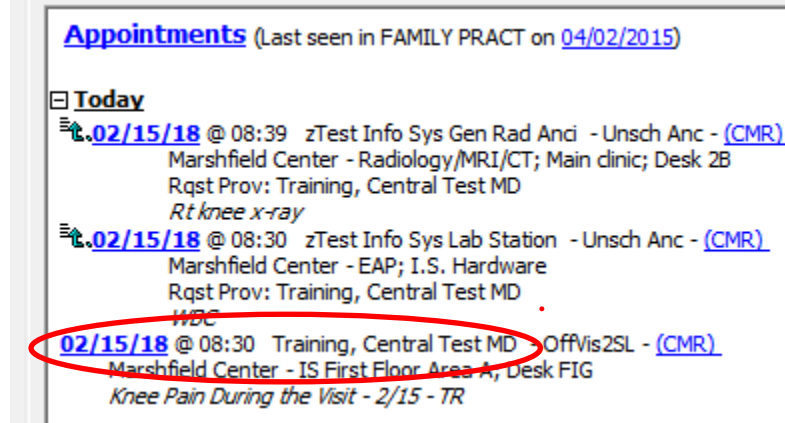 Appointments (Last seen in FAMILY PRACT on 04/02/2015)
Today
02/15/18 @ 08:39 zTest Info Sys Gen Rad Anci - Unsch Anc - (CMR)
Marshfield Center - Radiology/MRI/CT; Main clinic; Desk 2B
Rqst Prov: Training, Central Test MD
Rt knee x-ray
02/15/18 @ 08:30 zTest Info Sys Lab Station - Unsch Anc - (CMR)
Marshfield Center - EAP; I.S. Hardware
Rqst Prov: Training, Central Test MD
WBC
02/15/18 @ 08:30 Training, Central Test MD - OffVis2SL - (CMR)
Marshfield Center - IS First Floor Area A, Desk FIG
Knee Pain During the Visit - 2/15 - TR